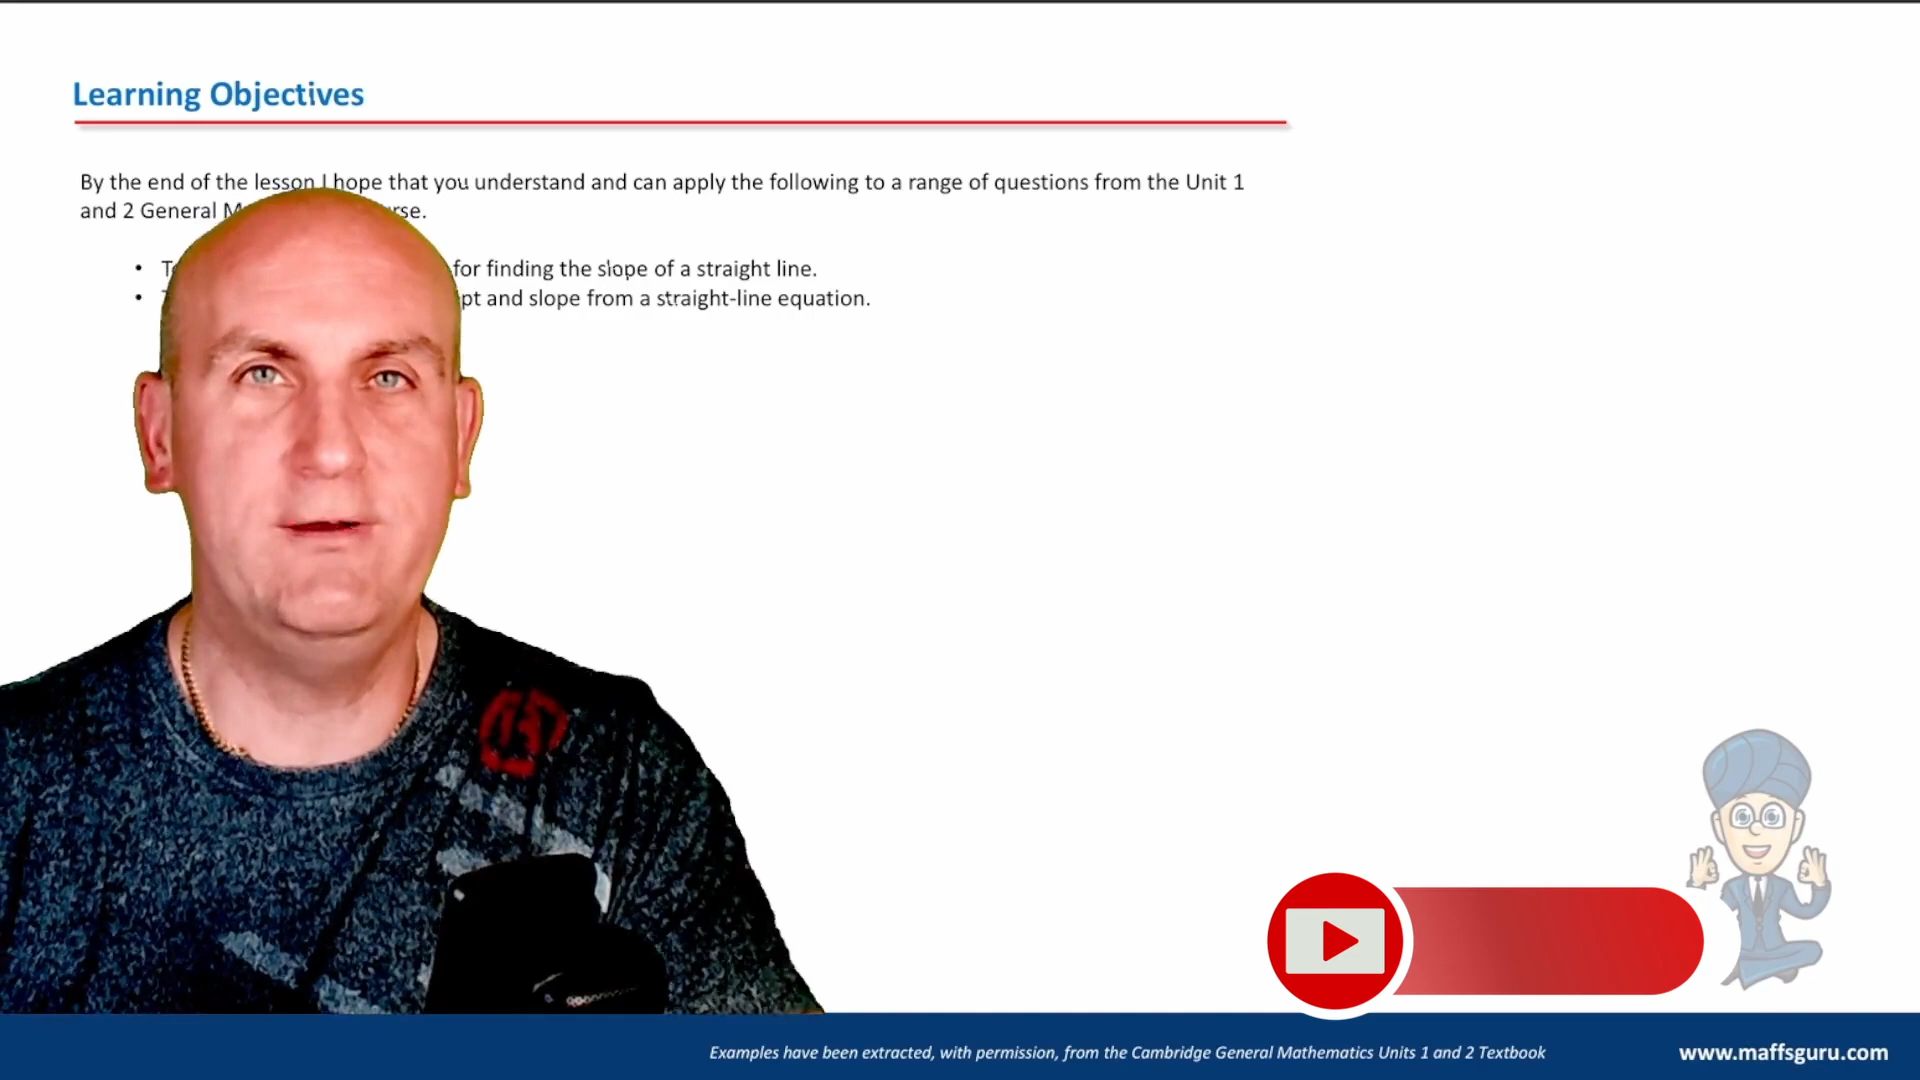 Learning Objectives
By the end of the lesson I hope that you understand and can apply the following to a range of questions from the Unit 1
and 2 General
• for finding the slope of a straight line.
• and slope from a straight-line equation.
Examples have been extracted, with permission, from the Cambridge General Mathematics Units 1 and 2 Textbook
www.maffsguru.com